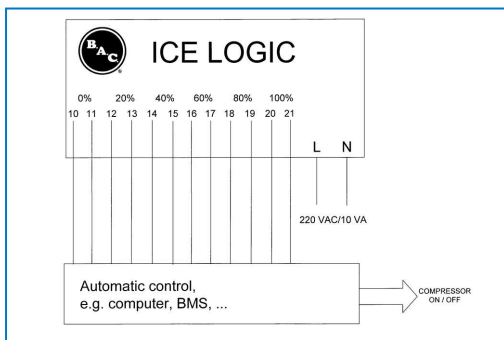 B.A.C.®
ICE LOGIC
0% 20% 40% 60% 80% 100%
10 11 12 13 14 15 16 17 18 19 20 21
L N
220 VAC/10 VA
Automatic control,
e.g. computer, BMS, ...
COMPRESSOR
ON / OFF